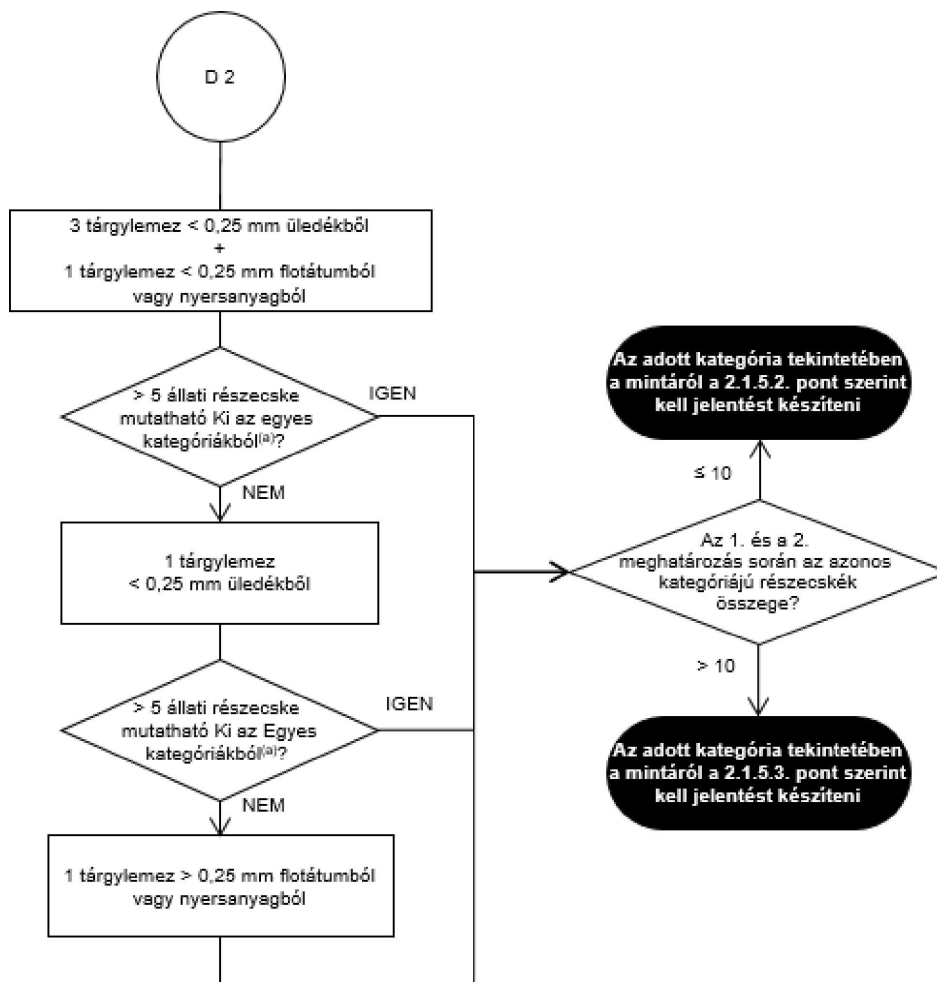 D 2
3 tárgylemez < 0,25 mm üledékből
+
1 tárgylemez < 0,25 mm flotátumból
vagy nyersanyagból
> 5 állati részecske
mutatható Ki az egyes
kategóriákból(a)?
IGEN
NEM
1 tárgylemez
< 0,25 mm üledékből
> 5 állati részecske
mutatható Ki az Egyes
kategóriákból(a)?
IGEN
NEM
1 tárgylemez > 0,25 mm flotátumból
vagy nyersanyagból
Az adott kategória tekintetében
a mintáról a 2.1.5.2. pont szerint
kell jelentést készíteni
≤ 10
Az 1. és a 2.
meghatározás során az azonos
kategóriájú részecskék
összege?
> 10
Az adott kategória tekintetében
a mintáról a 2.1.5.3. pont szerint
kell jelentést készíteni